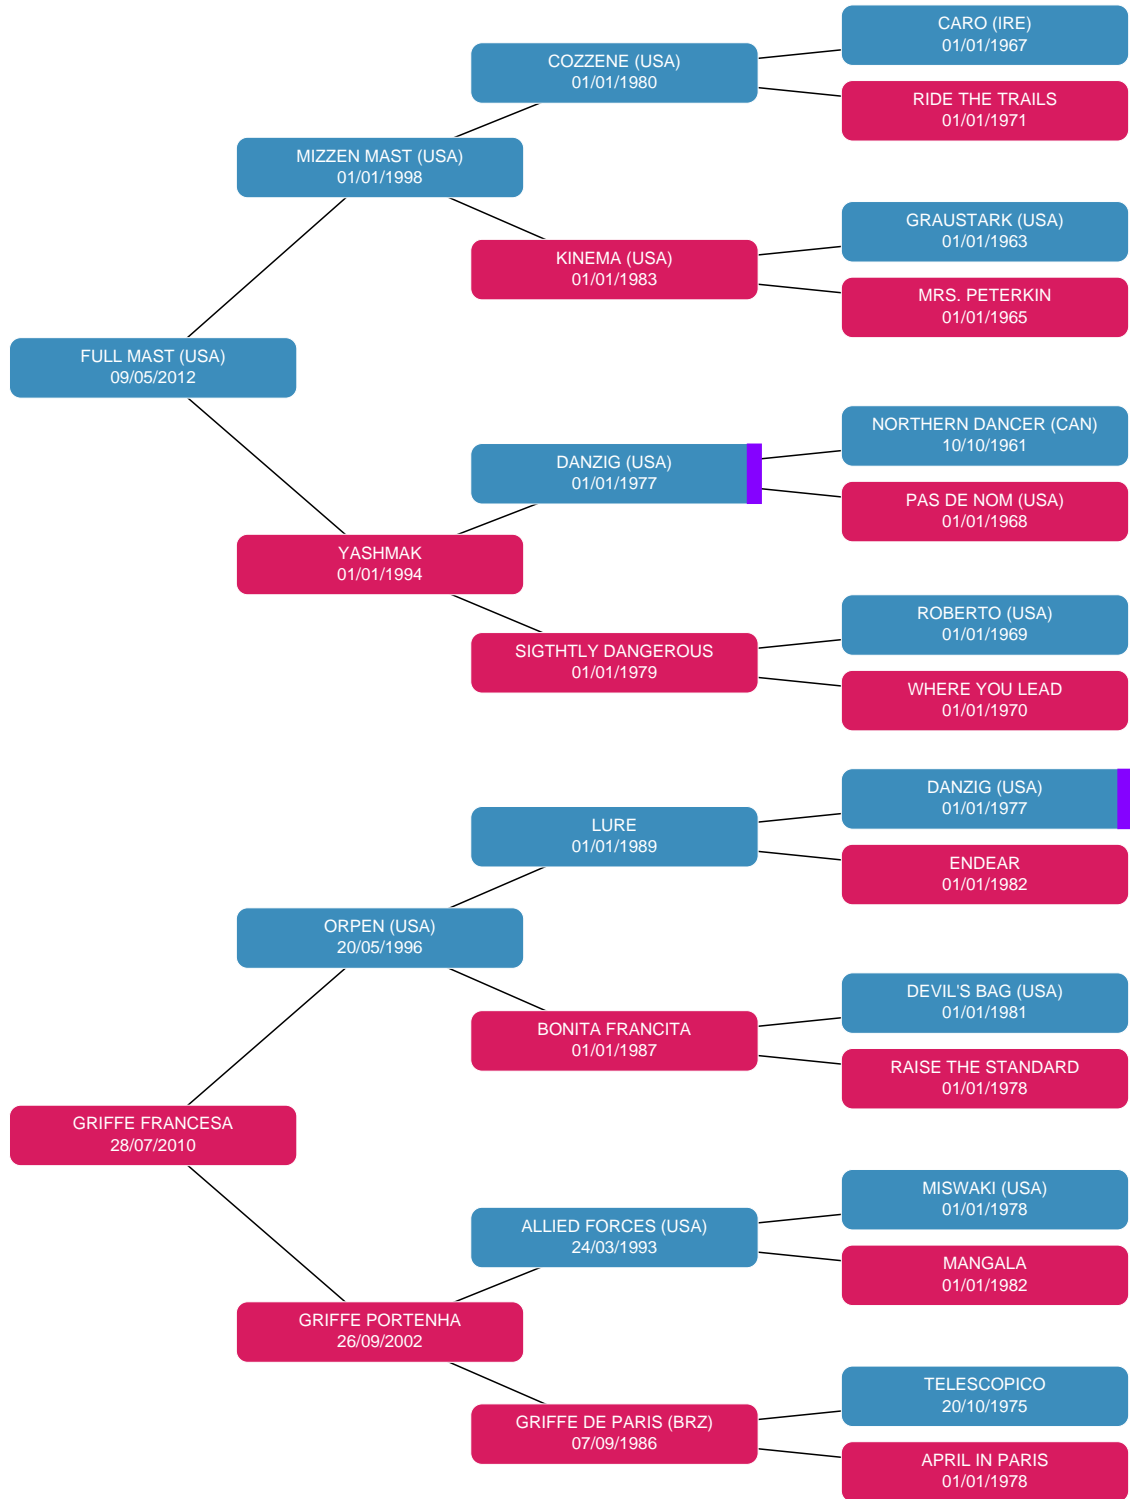 CARO (IRE)
01/01/1967
COZZENE (USA)
01/01/1980
RIDE THE TRAILS
01/01/1971
MIZZEN MAST (USA)
01/01/1998
GRAUSTARK (USA)
01/01/1963
KINEMA (USA)
01/01/1983
MRS. PETERKIN
01/01/1965
FULL MAST (USA)
09/05/2012
NORTHERN DANCER (CAN)
10/10/1961
DANZIG (USA)
01/01/1977
PAS DE NOM (USA)
01/01/1968
YASHMAK
01/01/1994
ROBERTO (USA)
01/01/1969
SIGTHTLY DANGEROUS
01/01/1979
WHERE YOU LEAD
01/01/1970
DANZIG (USA)
01/01/1977
LURE
01/01/1989
ENDEAR
01/01/1982
ORPEN (USA)
20/05/1996
DEVIL'S BAG (USA)
01/01/1981
BONITA FRANCITA
01/01/1987
RAISE THE STANDARD
01/01/1978
GRIFFE FRANCESA
28/07/2010
MISWAKI (USA)
01/01/1978
ALLIED FORCES (USA)
24/03/1993
MANGALA
01/01/1982
GRIFFE PORTENHA
26/09/2002
TELESCOPICO
20/10/1975
GRIFFE DE PARIS (BRZ)
07/09/1986
APRIL IN PARIS
01/01/1978